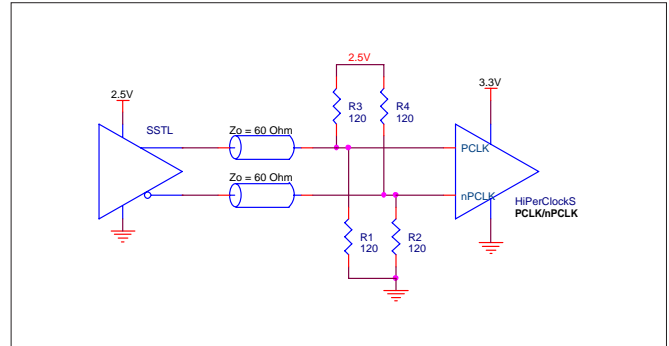 2.5V
2.5V
3.3V
SSTL
R3
120
R4
120
Zo = 60 Ohm
PCLK
Zo = 60 Ohm
nPCLK
HiPerClockS
PCLK/nPCLK
R1
120
R2
120